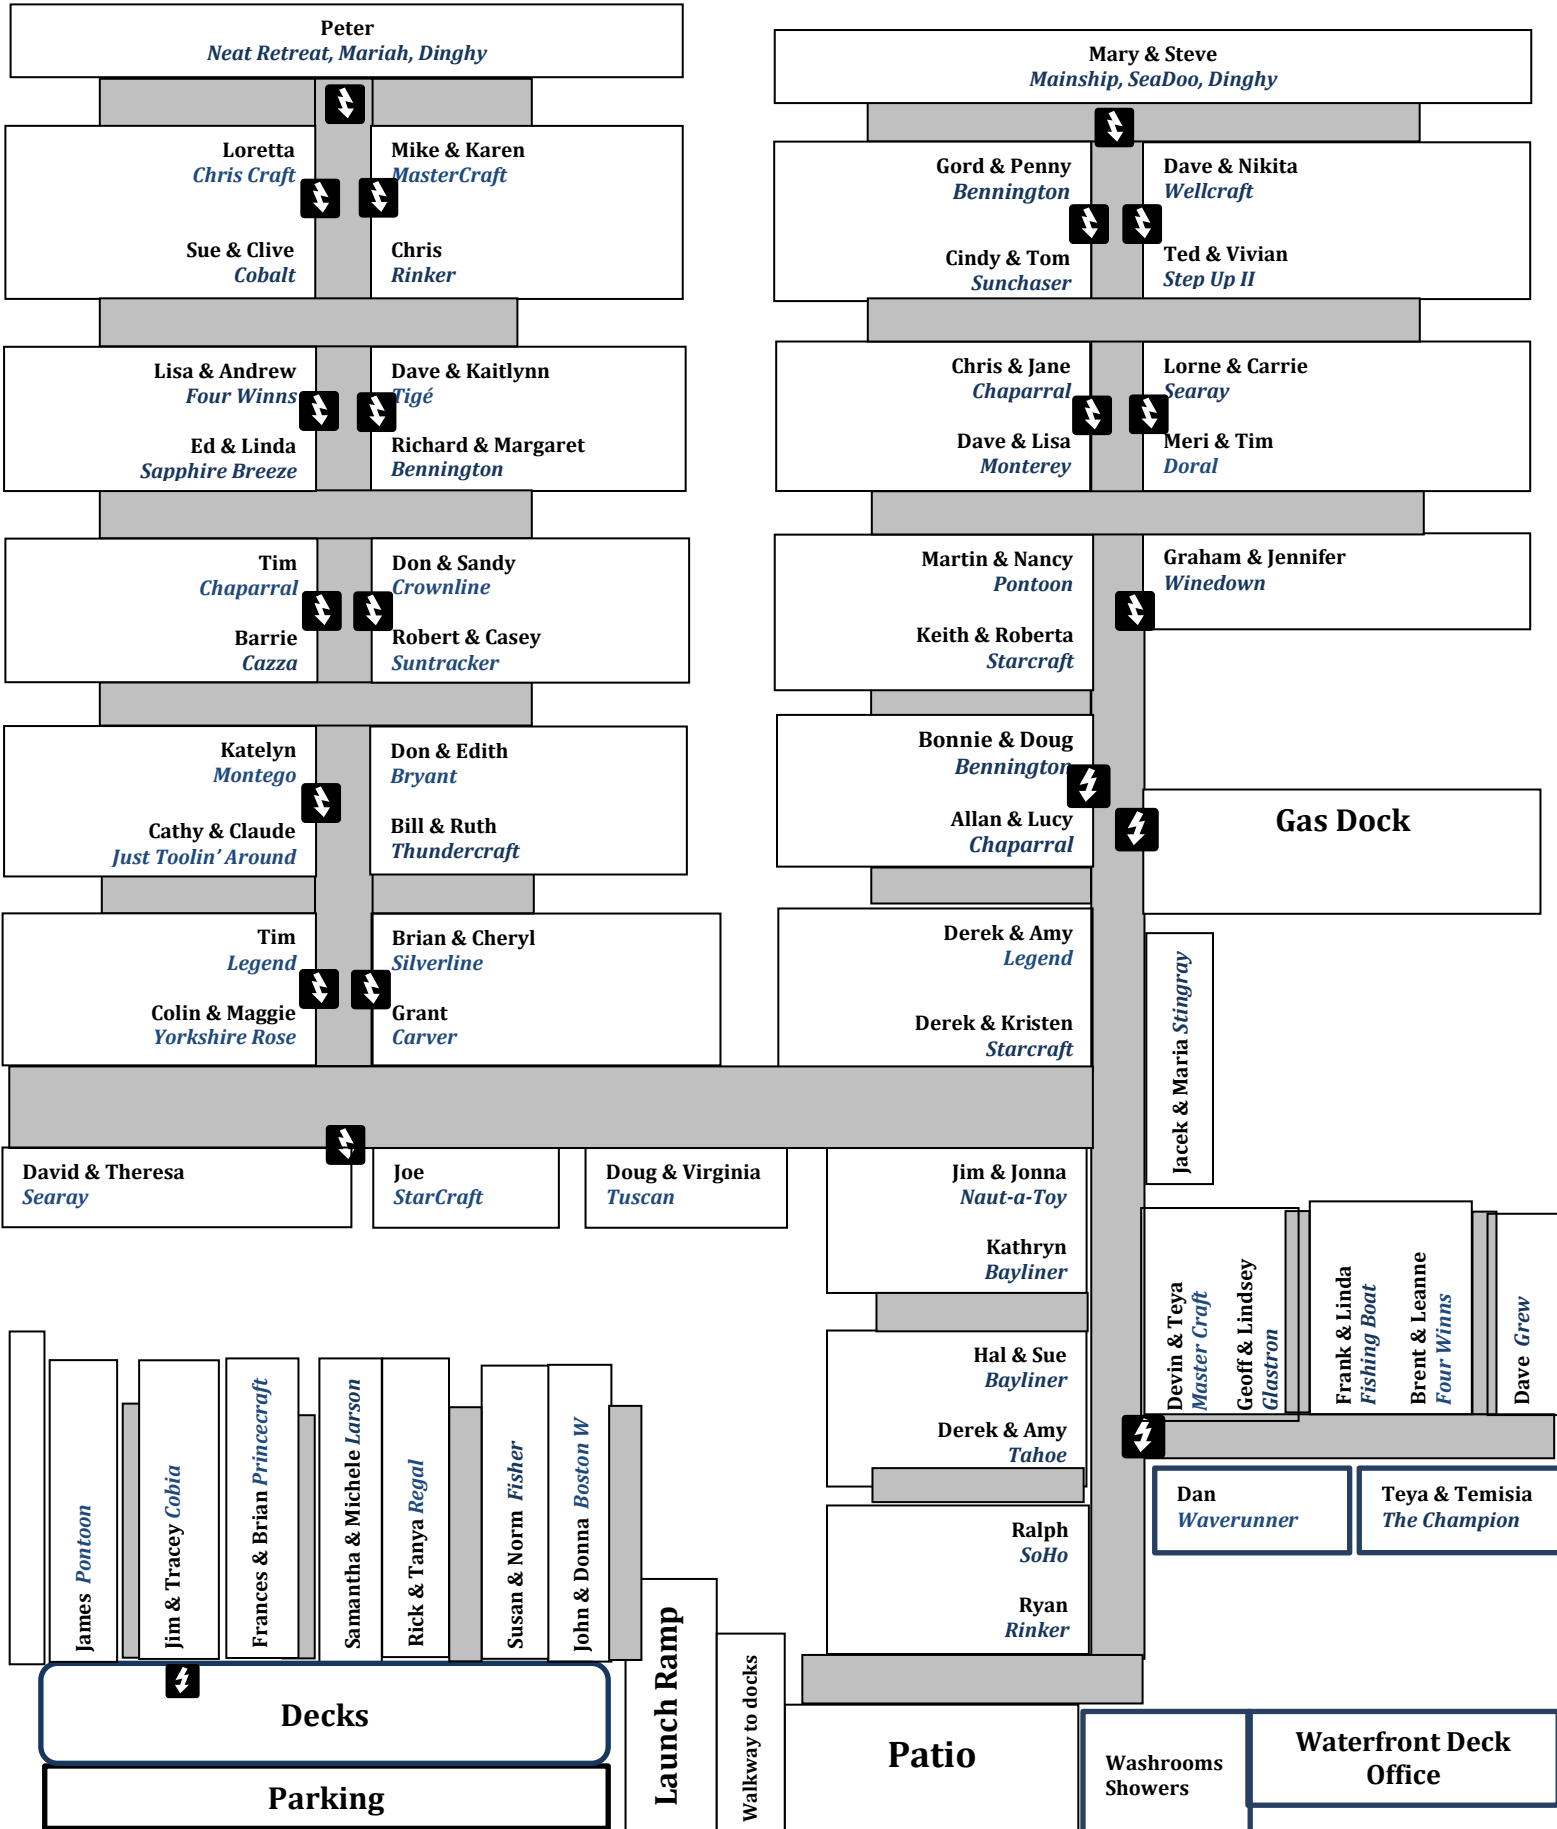 Peter
Neat Retreat, Mariah, Dinghy
Mary & Steve
Mainship, SeaDoo, Dinghy
Loretta
Chris Craft
Mike & Karen
MasterCraft
Sue & Clive
Cobalt
Chris
Rinker
Gord & Penny
Bennington
Dave & Nikita
Wellcraft
Cindy & Tom
Sunchaser
Ted & Vivian
Step Up II
Lisa & Andrew
Four Winns
Dave & Kaitlynn
Tigé
Ed & Linda
Sapphire Breeze
Richard & Margaret
Bennington
Chris & Jane
Chaparral
Lorne & Carrie
Searay
Dave & Lisa
Monterey
Meri & Tim
Doral
Tim
Chaparral
Don & Sandy
Crownline
Barrie
Cazza
Robert & Casey
Suntracker
Martin & Nancy
Pontoon
Graham & Jennifer
Winedown
Keith & Roberta
Starcraft
Katelyn
Montego
Don & Edith
Bryant
Cathy & Claude
Just Toolin’ Around
Bill & Ruth
Thundercraft
Bonnie & Doug
Bennington
Allan & Lucy
Chaparral
Gas Dock
Tim
Legend
Brian & Cheryl
Silverline
Colin & Maggie
Yorkshire Rose
Grant
Carver
Derek & Amy
Legend
Derek & Kristen
Starcraft
Jacek & Maria Stingray
David & Theresa
Searay
Joe
StarCraft
Doug & Virginia
Tuscan
Jim & Jonna
Naut-a-Toy
Kathryn
Bayliner
Devin & Teya
Master Craft
Geoff & Lindsey
Glastron
Frank & Linda
Fishing Boat
Brent & Leanne
Four Winns
Dave Grew
Hal & Sue
Bayliner
Derek & Amy
Tahoe
Dan
Waverunner
Teya & Temisia
The Champion
Ralph
SoHo
Ryan
Rinker
James Pontoon
Jim & Tracey Cobia
Frances & Brian Princecraft
Samantha & Michele Larson
Rick & Tanya Regal
Susan & Norm Fisher
John & Donna Boston W
Launch Ramp
Walkway to docks
Decks
Parking
Patio
Washrooms
Showers
Waterfront Deck
Office